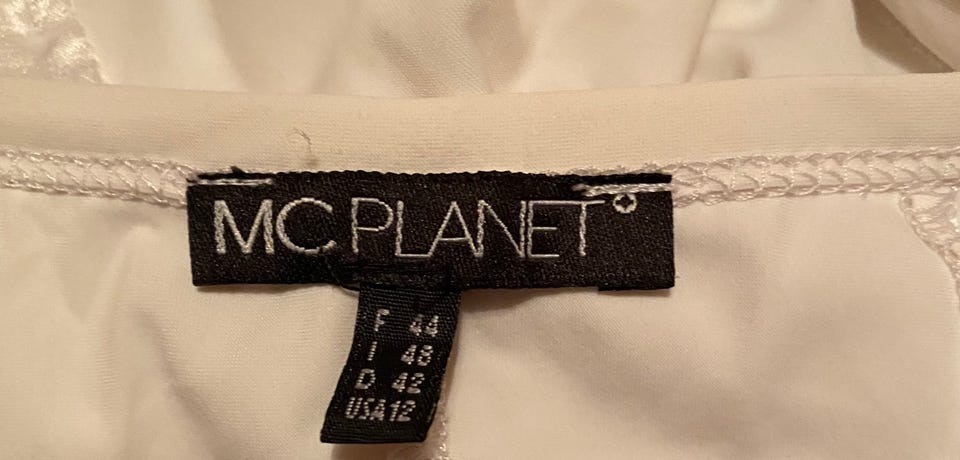 MC PLANET°
F 44
I 48
D 42
USA 12